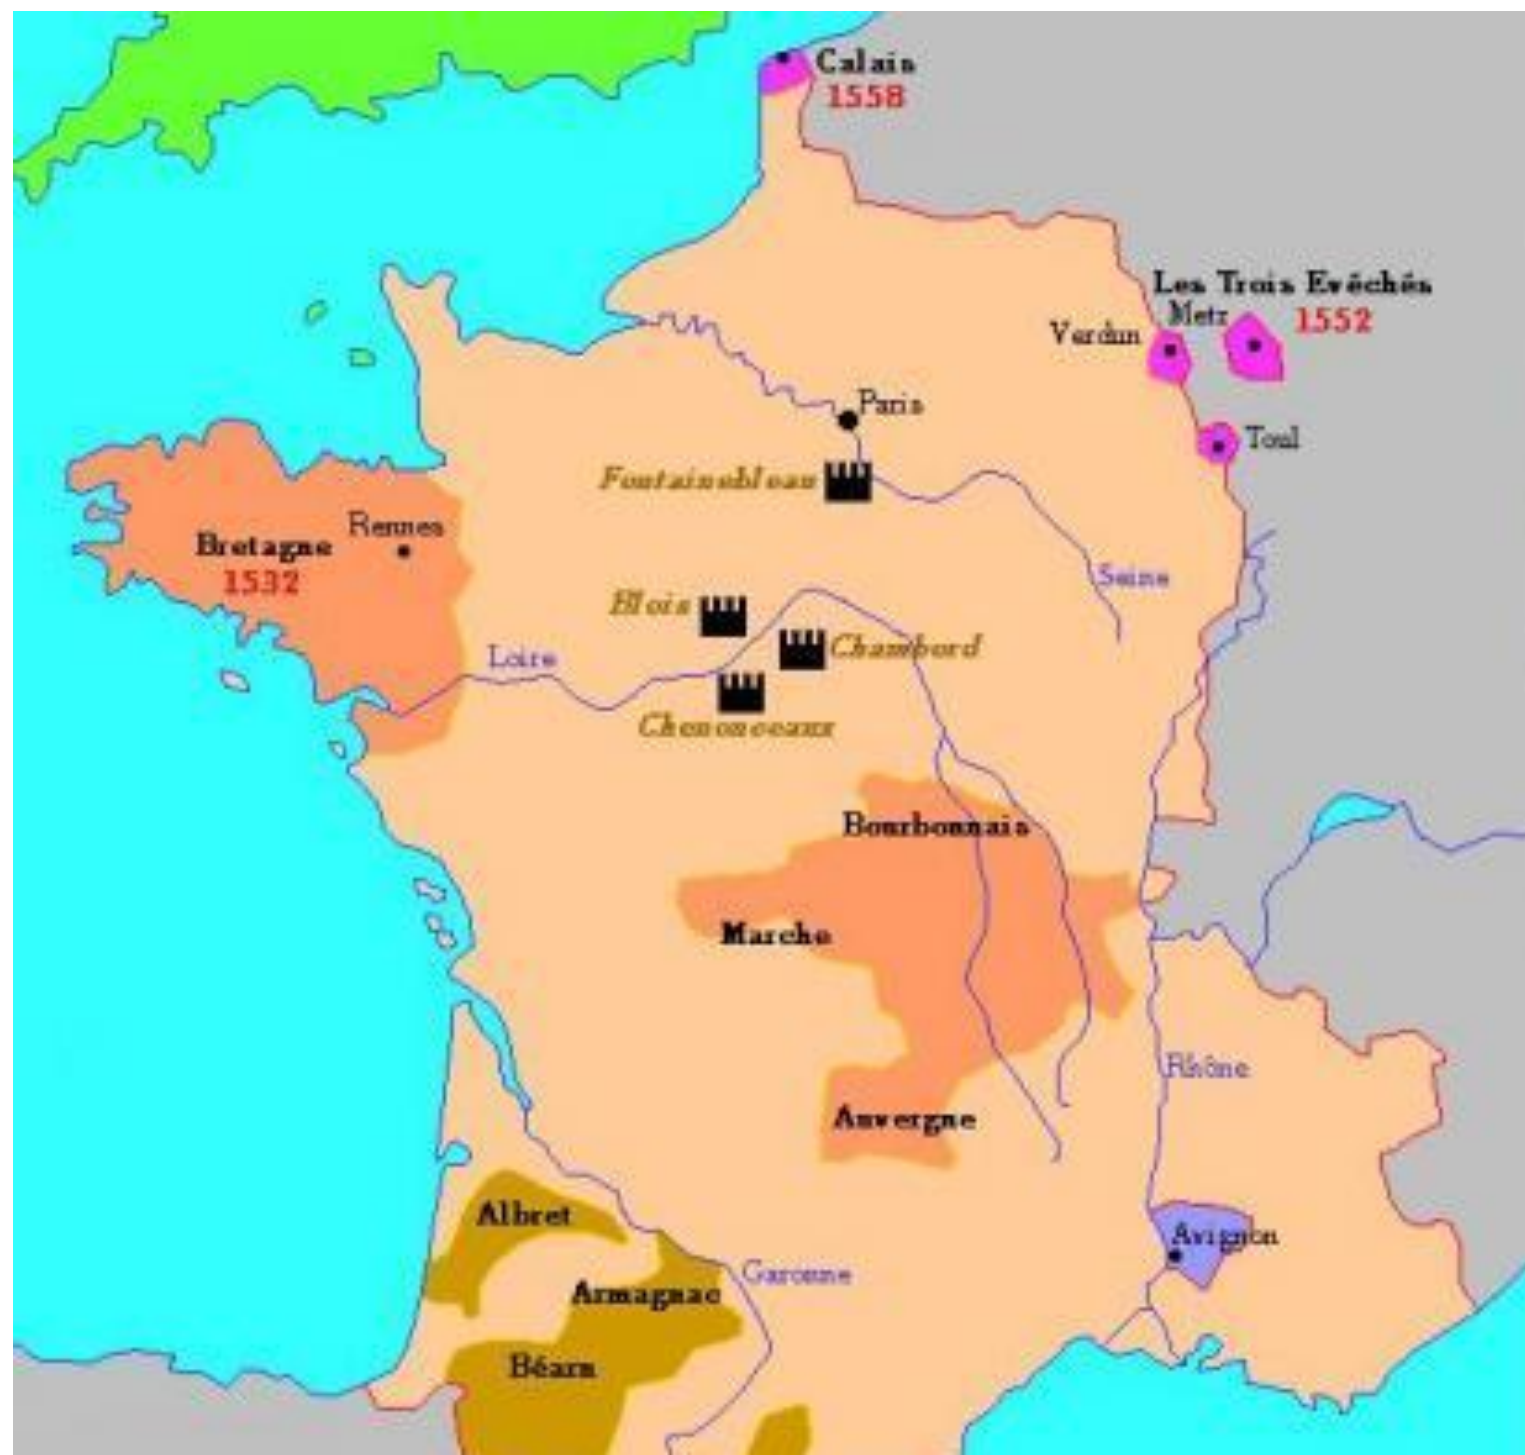 Calais
1558
Les Trois Evêchés
Metz
1552
Verdun
Paris
Toul
Fontainebleau
Rennes
Bretagne
1532
Seine
Blois
Chambord
Loire
Chenonceaux
Bourbonnais
Marche
Rhône
Auvergne
Albret
Avignon
Garonne
Armagnac
Béarn